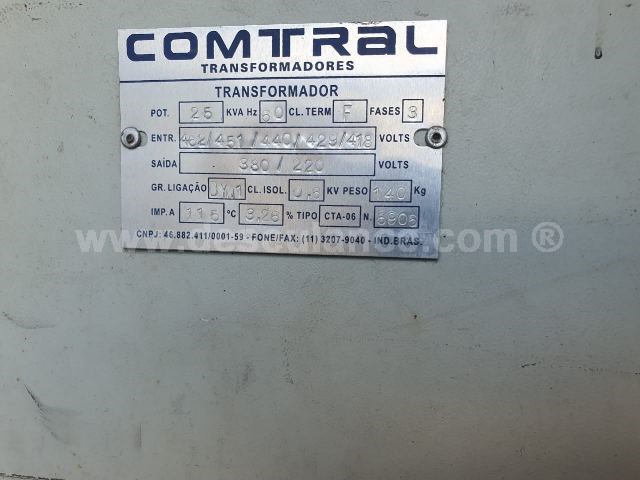 COMTRAL
TRANSFORMADORES
TRANSFORMADOR
POT. 25 KVA Hz 60 CL. TERM F FASES 3
ENTR. 462/451/440/429/418 VOLTS
SAÍDA 380 / 220 VOLTS
GR. LIGAÇÃO DY1 CL. ISOL. 0,6 KV PESO 140 Kg
IMP. A 115 °C 3,26 % TIPO CTA-06 N.
CNPJ: 46.882.411/0001-59 - FONE/FAX: (11) 3207-9040 - IND. BRAS.